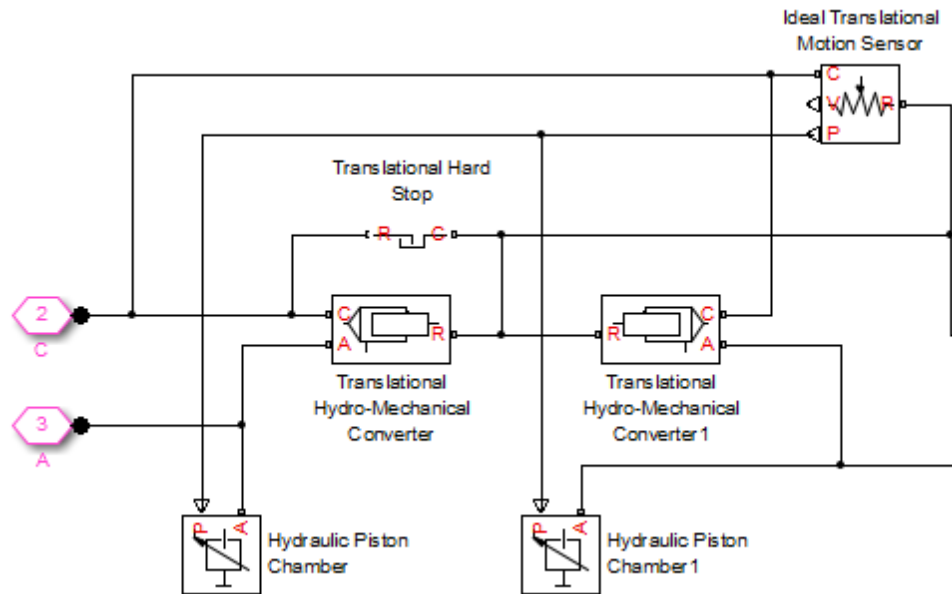 Ideal Translational
Motion Sensor
C
V
R
P
Translational Hard
Stop
R
C
2
C
C
A
R
R
C
A
Translational
Hydro-Mechanical
Converter
Translational
Hydro-Mechanical
Converter1
3
A
P
A
Hydraulic Piston
Chamber
P
A
Hydraulic Piston
Chamber1